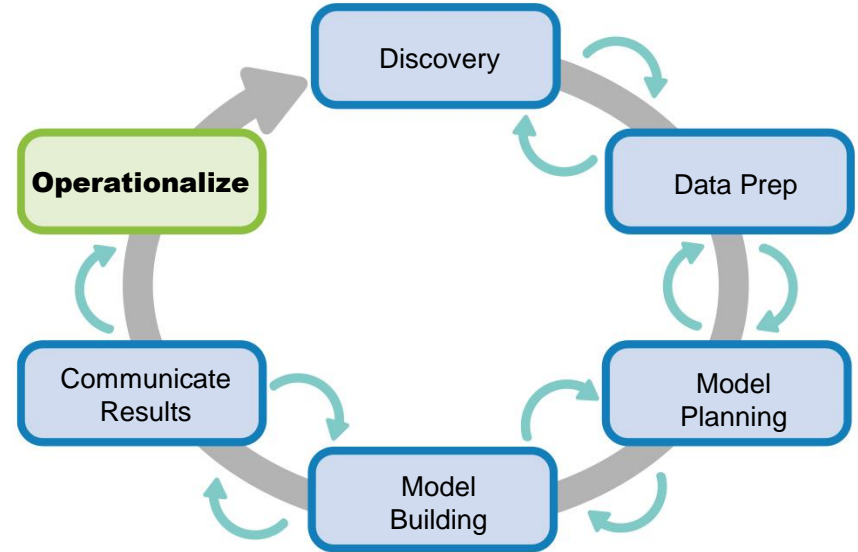 Discovery
Data Prep
Model
Planning
Model
Building
Communicate
Results
Operationalize